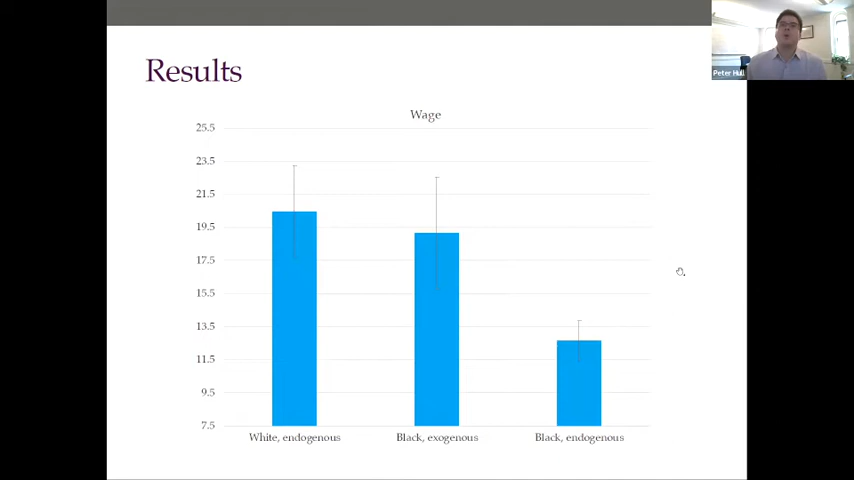 Peter Hull
Results
Wage
25.5
23.5
21.5
19.5
17.5
15.5
13.5
11.5
9.5
7.5
White, endogenous
Black, exogenous
Black, endogenous